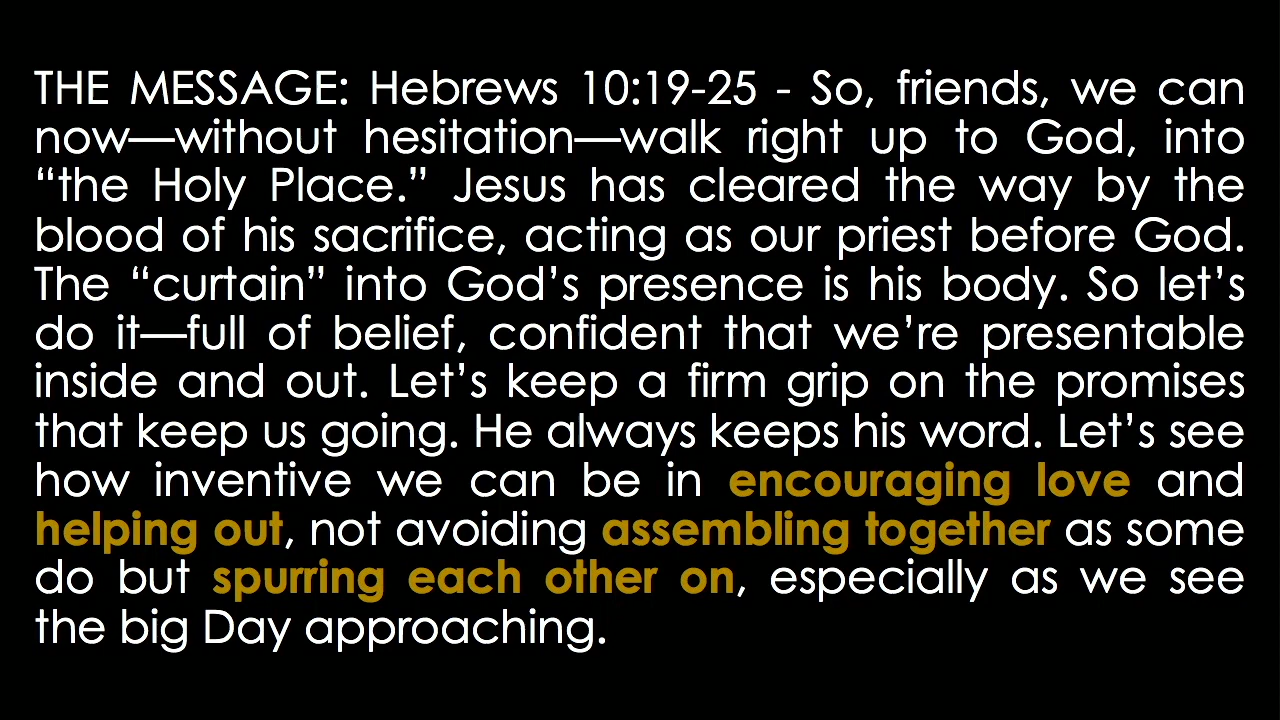 THE MESSAGE: Hebrews 10:19-25 - So, friends, we can
now—without hesitation—walk right up to God, into
“the Holy Place.” Jesus has cleared the way by the
blood of his sacrifice, acting as our priest before God.
The “curtain” into God’s presence is his body. So let’s
do it—full of belief, confident that we’re presentable
inside and out. Let’s keep a firm grip on the promises
that keep us going. He always keeps his word. Let’s see
how inventive we can be in encouraging love and
helping out, not avoiding assembling together as some
do but spurring each other on, especially as we see
the big Day approaching.